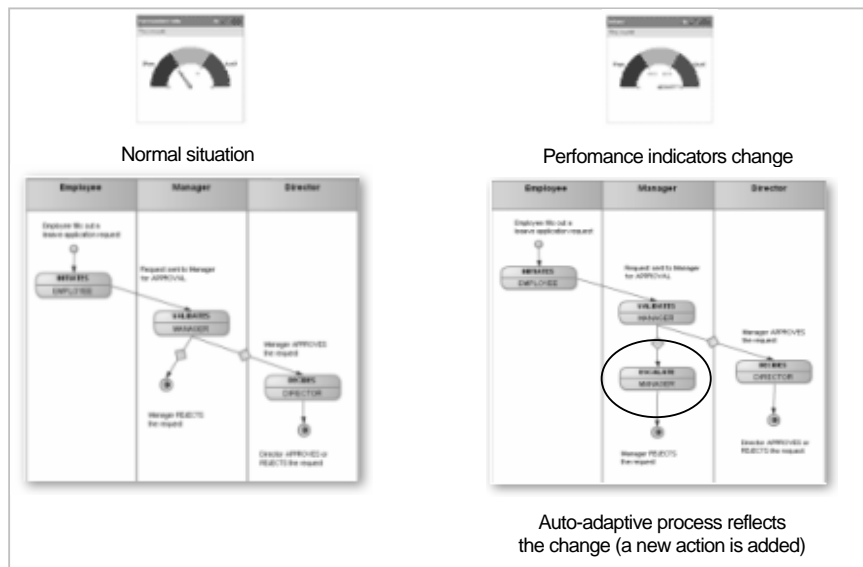 Normal situation
Employee
Manager
Director
Employee fills out a
leave application request
INITIATES
EMPLOYEE
Request sent to Manager
for APPROVAL
VALIDATES
MANAGER
Manager APPROVES
the request
DECIDES
DIRECTOR
Manager REJECTS
the request
Director APPROVES or
REJECTS the request
Perfomance indicators change
Employee
Manager
Director
Employee fills out a
leave application request
INITIATES
EMPLOYEE
Request sent to Manager
for APPROVAL
VALIDATES
MANAGER
Manager APPROVES
the request
ESCALATE
MANAGER
DECIDES
DIRECTOR
Manager REJECTS
the request
Director APPROVES or
REJECTS the request
Auto-adaptive process reflects
the change (a new action is added)